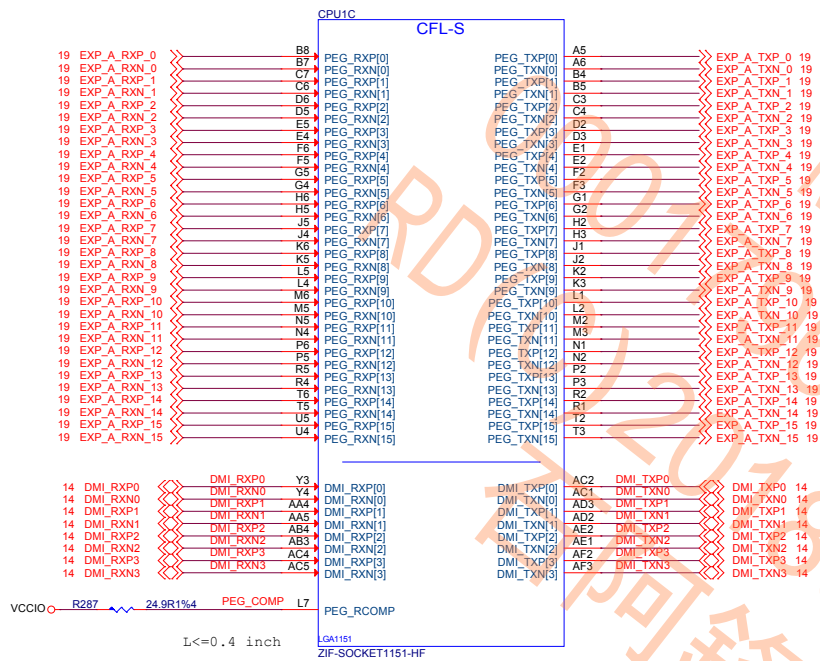 CPU1C
CFL-S
19 EXP_A_RXP_0 B8 PEG_RXP[0] PEG_TXP[0] A5 EXP_A_TXP_0 19
19 EXP_A_RXN_0 B7 PEG_RXN[0] PEG_TXN[0] A6 EXP_A_TXN_0 19
19 EXP_A_RXP_1 C7 PEG_RXP[1] PEG_TXP[1] B4 EXP_A_TXP_1 19
19 EXP_A_RXN_1 C6 PEG_RXN[1] PEG_TXN[1] B5 EXP_A_TXN_1 19
19 EXP_A_RXP_2 D6 PEG_RXP[2] PEG_TXP[2] C3 EXP_A_TXP_2 19
19 EXP_A_RXN_2 D5 PEG_RXN[2] PEG_TXN[2] C4 EXP_A_TXN_2 19
19 EXP_A_RXP_3 E5 PEG_RXP[3] PEG_TXP[3] D2 EXP_A_TXP_3 19
19 EXP_A_RXN_3 E4 PEG_RXN[3] PEG_TXN[3] D3 EXP_A_TXN_3 19
19 EXP_A_RXP_4 F6 PEG_RXP[4] PEG_TXP[4] E1 EXP_A_TXP_4 19
19 EXP_A_RXN_4 F5 PEG_RXN[4] PEG_TXN[4] E2 EXP_A_TXN_4 19
19 EXP_A_RXP_5 G5 PEG_RXP[5] PEG_TXP[5] F2 EXP_A_TXP_5 19
19 EXP_A_RXN_5 G4 PEG_RXN[5] PEG_TXN[5] F3 EXP_A_TXN_5 19
19 EXP_A_RXP_6 H6 PEG_RXP[6] PEG_TXP[6] G1 EXP_A_TXP_6 19
19 EXP_A_RXN_6 H5 PEG_RXN[6] PEG_TXN[6] G2 EXP_A_TXN_6 19
19 EXP_A_RXP_7 J5 PEG_RXP[7] PEG_TXP[7] H2 EXP_A_TXP_7 19
19 EXP_A_RXN_7 J4 PEG_RXN[7] PEG_TXN[7] H3 EXP_A_TXN_7 19
19 EXP_A_RXP_8 K6 PEG_RXP[8] PEG_TXP[8] J1 EXP_A_TXP_8 19
19 EXP_A_RXN_8 K5 PEG_RXN[8] PEG_TXN[8] J2 EXP_A_TXN_8 19
19 EXP_A_RXP_9 L5 PEG_RXP[9] PEG_TXP[9] K2 EXP_A_TXP_9 19
19 EXP_A_RXN_9 L4 PEG_RXN[9] PEG_TXN[9] K3 EXP_A_TXN_9 19
19 EXP_A_RXP_10 M6 PEG_RXP[10] PEG_TXP[10] L1 EXP_A_TXP_10 19
19 EXP_A_RXN_10 M5 PEG_RXN[10] PEG_TXN[10] L2 EXP_A_TXN_10 19
19 EXP_A_RXP_11 N5 PEG_RXP[11] PEG_TXP[11] M2 EXP_A_TXP_11 19
19 EXP_A_RXN_11 N4 PEG_RXN[11] PEG_TXN[11] M3 EXP_A_TXN_11 19
19 EXP_A_RXP_12 P6 PEG_RXP[12] PEG_TXP[12] N1 EXP_A_TXP_12 19
19 EXP_A_RXN_12 P5 PEG_RXN[12] PEG_TXN[12] N2 EXP_A_TXN_12 19
19 EXP_A_RXP_13 R5 PEG_RXP[13] PEG_TXP[13] P2 EXP_A_TXP_13 19
19 EXP_A_RXN_13 R4 PEG_RXN[13] PEG_TXN[13] P3 EXP_A_TXN_13 19
19 EXP_A_RXP_14 T6 PEG_RXP[14] PEG_TXP[14] R2 EXP_A_TXP_14 19
19 EXP_A_RXN_14 T5 PEG_RXN[14] PEG_TXN[14] R1 EXP_A_TXN_14 19
19 EXP_A_RXP_15 U5 PEG_RXP[15] PEG_TXP[15] T2 EXP_A_TXP_15 19
19 EXP_A_RXN_15 U4 PEG_RXN[15] PEG_TXN[15] T3 EXP_A_TXN_15 19
14 DMI_RXP0 DMI_RXP0 Y3 DMI_RXP[0] DMI_TXP[0] AC2 DMI_TXP0 DMI_TXP0 14
14 DMI_RXN0 DMI_RXN0 Y4 DMI_RXN[0] DMI_TXN[0] AC1 DMI_TXN0 DMI_TXN0 14
14 DMI_RXP1 DMI_RXP1 AA4 DMI_RXP[1] DMI_TXP[1] AD3 DMI_TXP1 DMI_TXP1 14
14 DMI_RXN1 DMI_RXN1 AA5 DMI_RXN[1] DMI_TXN[1] AD2 DMI_TXN1 DMI_TXN1 14
14 DMI_RXP2 DMI_RXP2 AB4 DMI_RXP[2] DMI_TXP[2] AE2 DMI_TXP2 DMI_TXP2 14
14 DMI_RXN2 DMI_RXN2 AB3 DMI_RXN[2] DMI_TXN[2] AE1 DMI_TXN2 DMI_TXN2 14
14 DMI_RXP3 DMI_RXP3 AC4 DMI_RXP[3] DMI_TXP[3] AF2 DMI_TXP3 DMI_TXP3 14
14 DMI_RXN3 DMI_RXN3 AC5 DMI_RXN[3] DMI_TXN[3] AF3 DMI_TXN3 DMI_TXN3 14
VCCIO R287 24.9R1%4 PEG_COMP L7 PEG_RCOMP
L<=0.4 inch
LGA1151
ZIF-SOCKET1151-HF
RD(C)2018